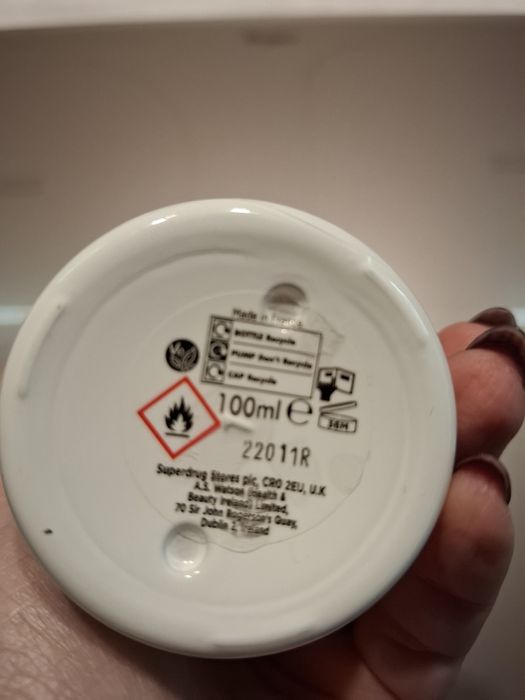 Made in France
BOTTLE Recycle
PUMP Don't Recycle
CAP Recycle
100ml e
36M
22011R
Superdrug Stores plc, CR0 2EU, U.K
A.S. Watson (Health &
Beauty Ireland) Limited,
70 Sir John Rogerson's Quay,
Dublin 2, Ireland